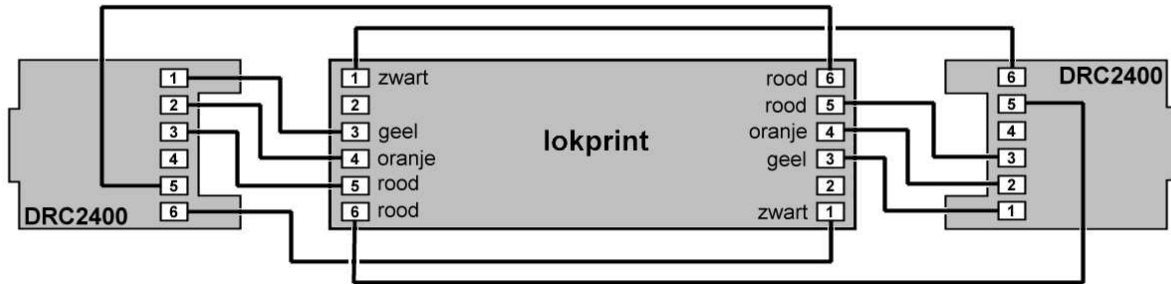 1 1 zwart rood 6 6 DRC2400
2 2 rood 5 5
3 3 geel lokprint oranje 4 4
4 4 oranje geel 3 3
5 5 rood 2 2
DRC2400 6 6 rood zwart 1 1